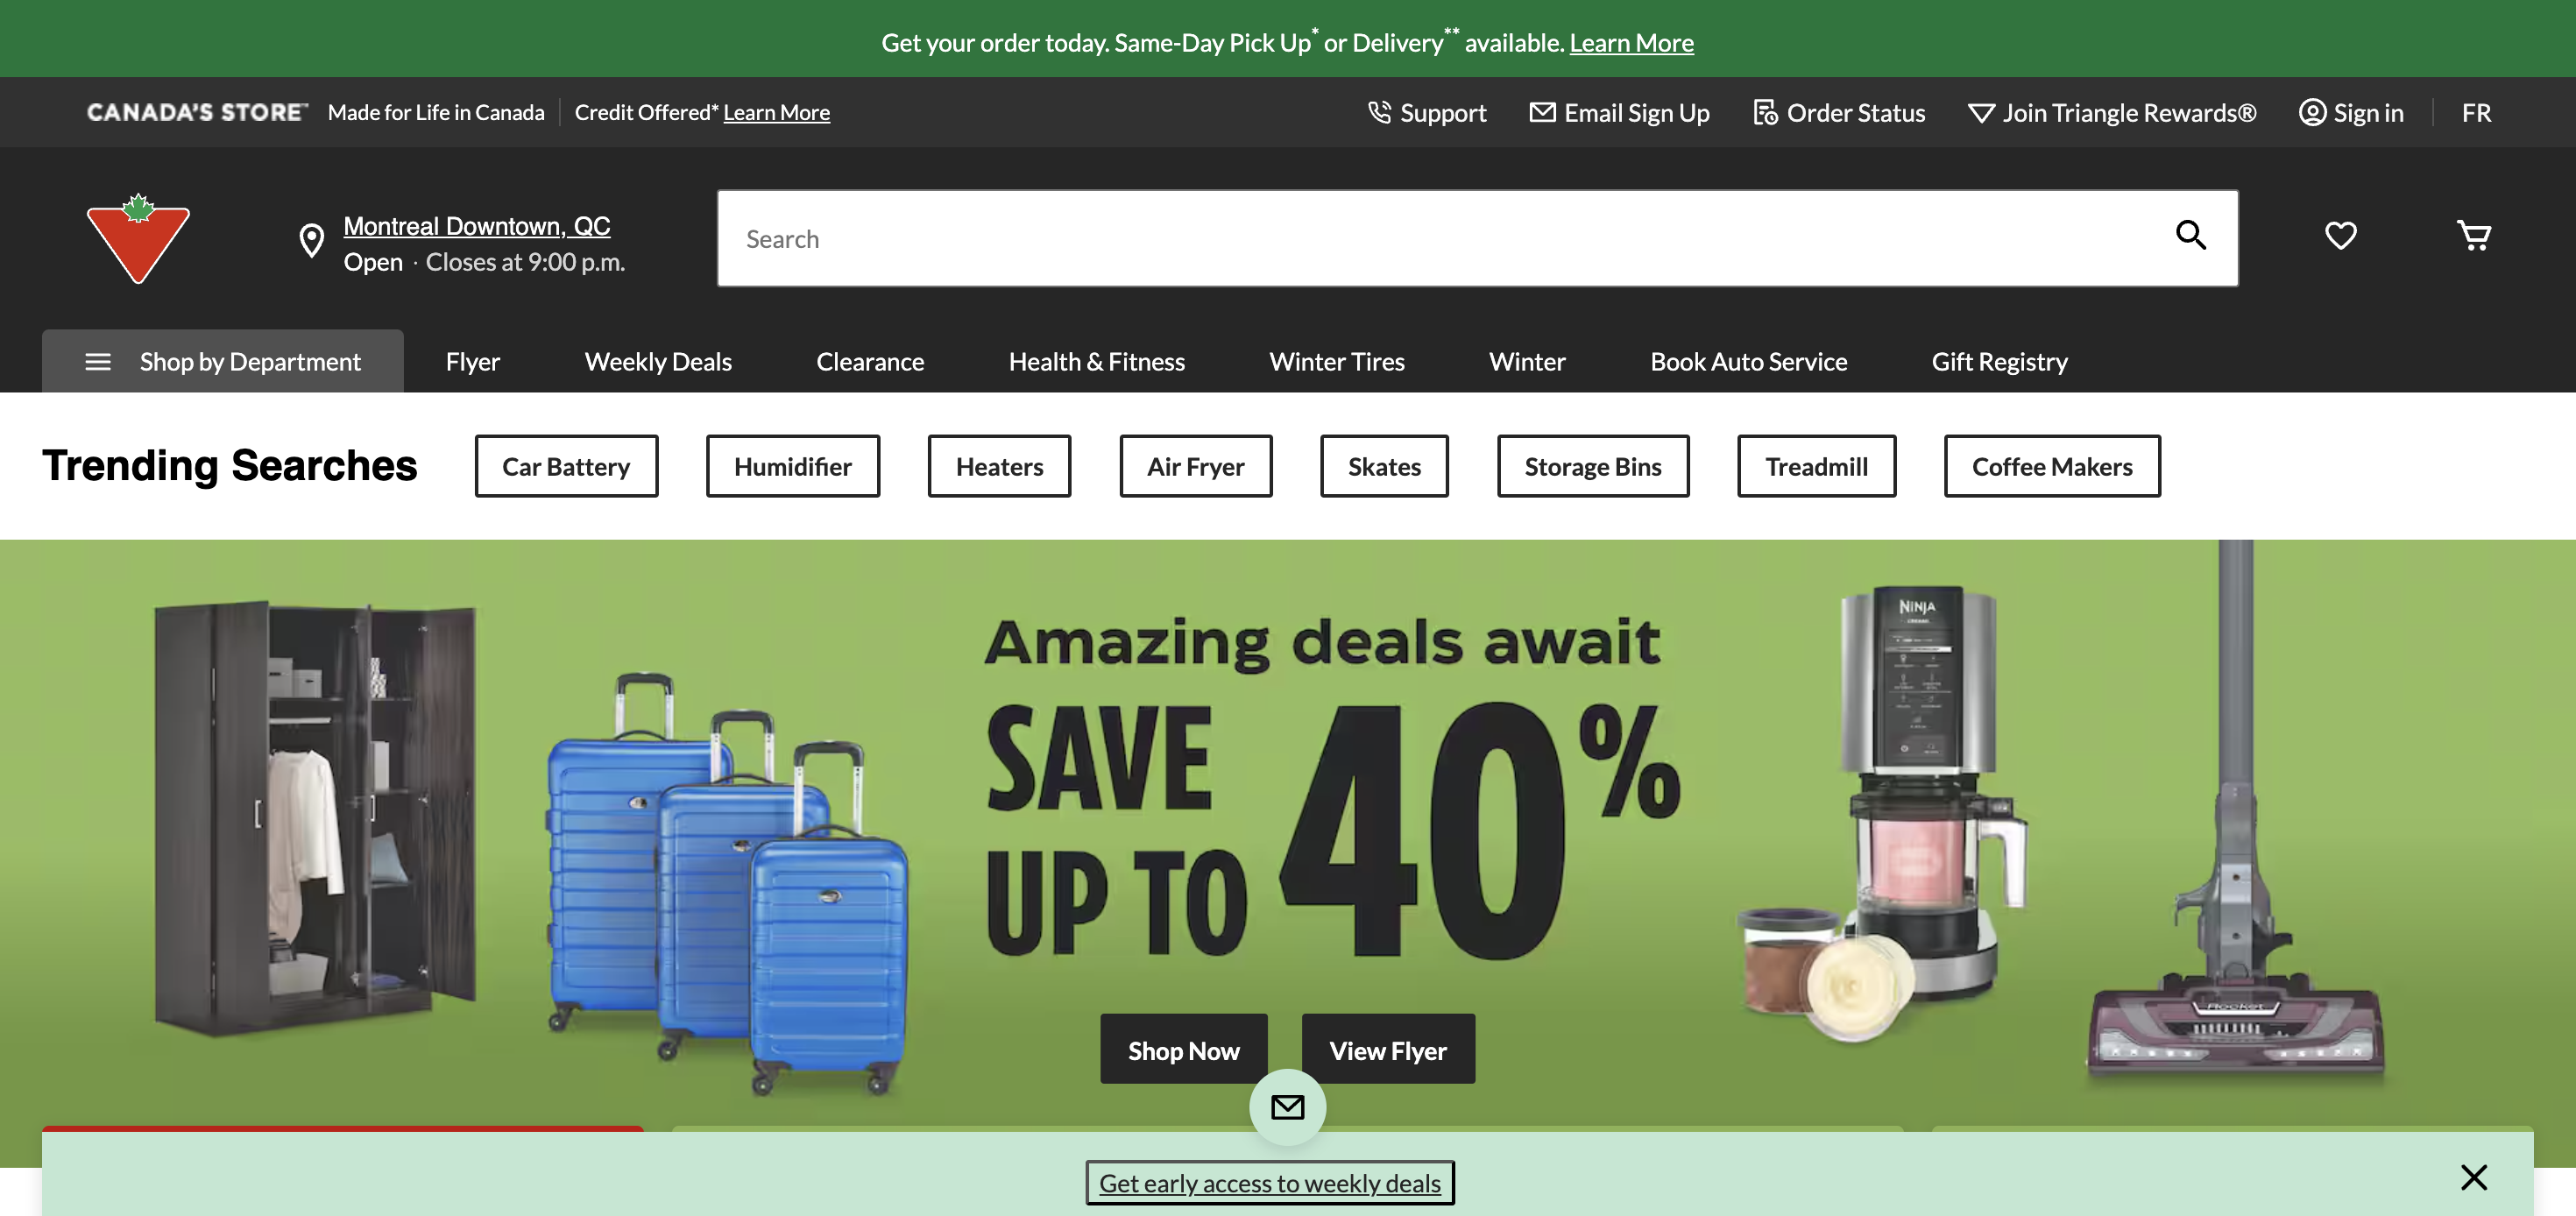 Get your order today. Same-Day Pick Up* or Delivery** available. Learn More
CANADA'S STORE™ Made for Life in Canada Credit Offered* Learn More Support Email Sign Up Order Status Join Triangle Rewards® Sign in FR
Montreal Downtown, QC
Open · Closes at 9:00 p.m.
Search
Shop by Department Flyer Weekly Deals Clearance Health & Fitness Winter Tires Winter Book Auto Service Gift Registry
Trending Searches Car Battery Humidifier Heaters Air Fryer Skates Storage Bins Treadmill Coffee Makers
Amazing deals await
SAVE
UP TO 40%
NINJA
Rocket
Shop Now View Flyer
Get early access to weekly deals